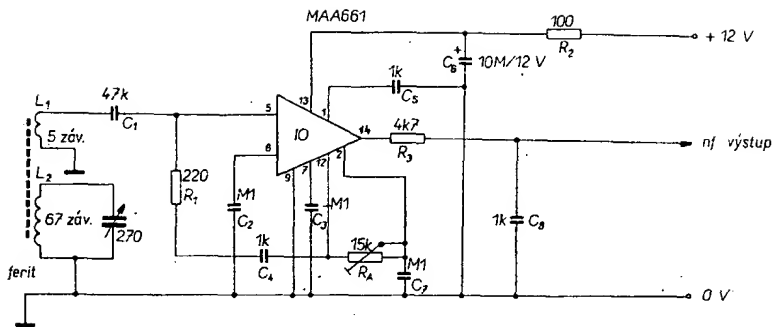 MAA661
100
R2
+ 12 V
+
C6
10M/12 V
13
1
1k
C5
47k
C1
L1
5 záv.
5
IO
14
4k7
R3
nf výstup
6
9
7
12
2
L2
67 záv.
270
220
R1
M1
C2
C3
M1
1k
C4
15k
RA
M1
C7
1k
C8
ferit
0 V